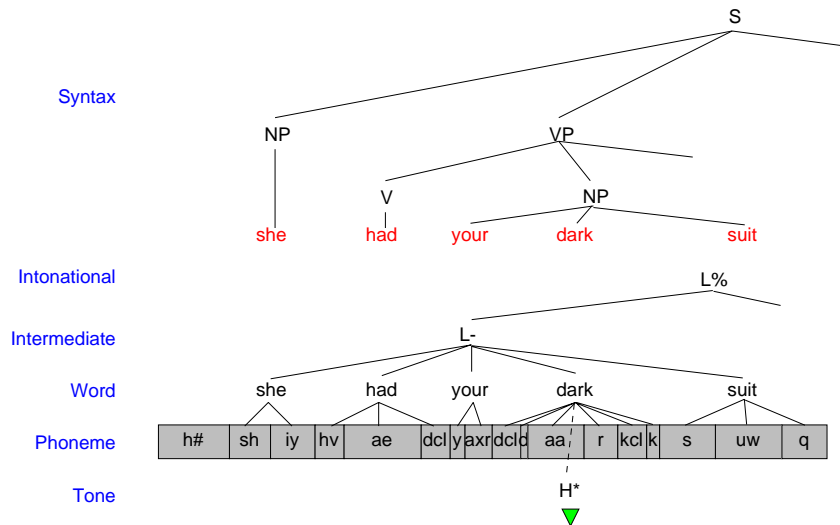 S
Syntax
NP VP
V NP
she had your dark suit
Intonational L%
Intermediate L-
Word she had your dark suit
Phoneme h# sh iy hv ae dcl y axr dcl d aa r kcl k s uw q
Tone H*